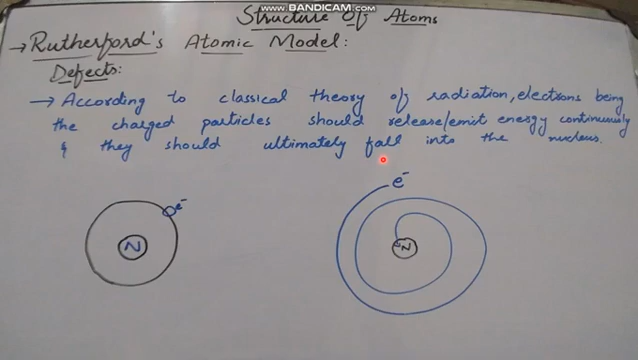 WWW.BANDICAM.COM
Structure Of Atoms
→ Rutherford's Atomic Model:
Defects:
→ According to classical theory of radiation, electrons being
the charged particles should release/emit energy continuously
& they should ultimately fall into the nucleus.
e⁻
e⁻
N
N